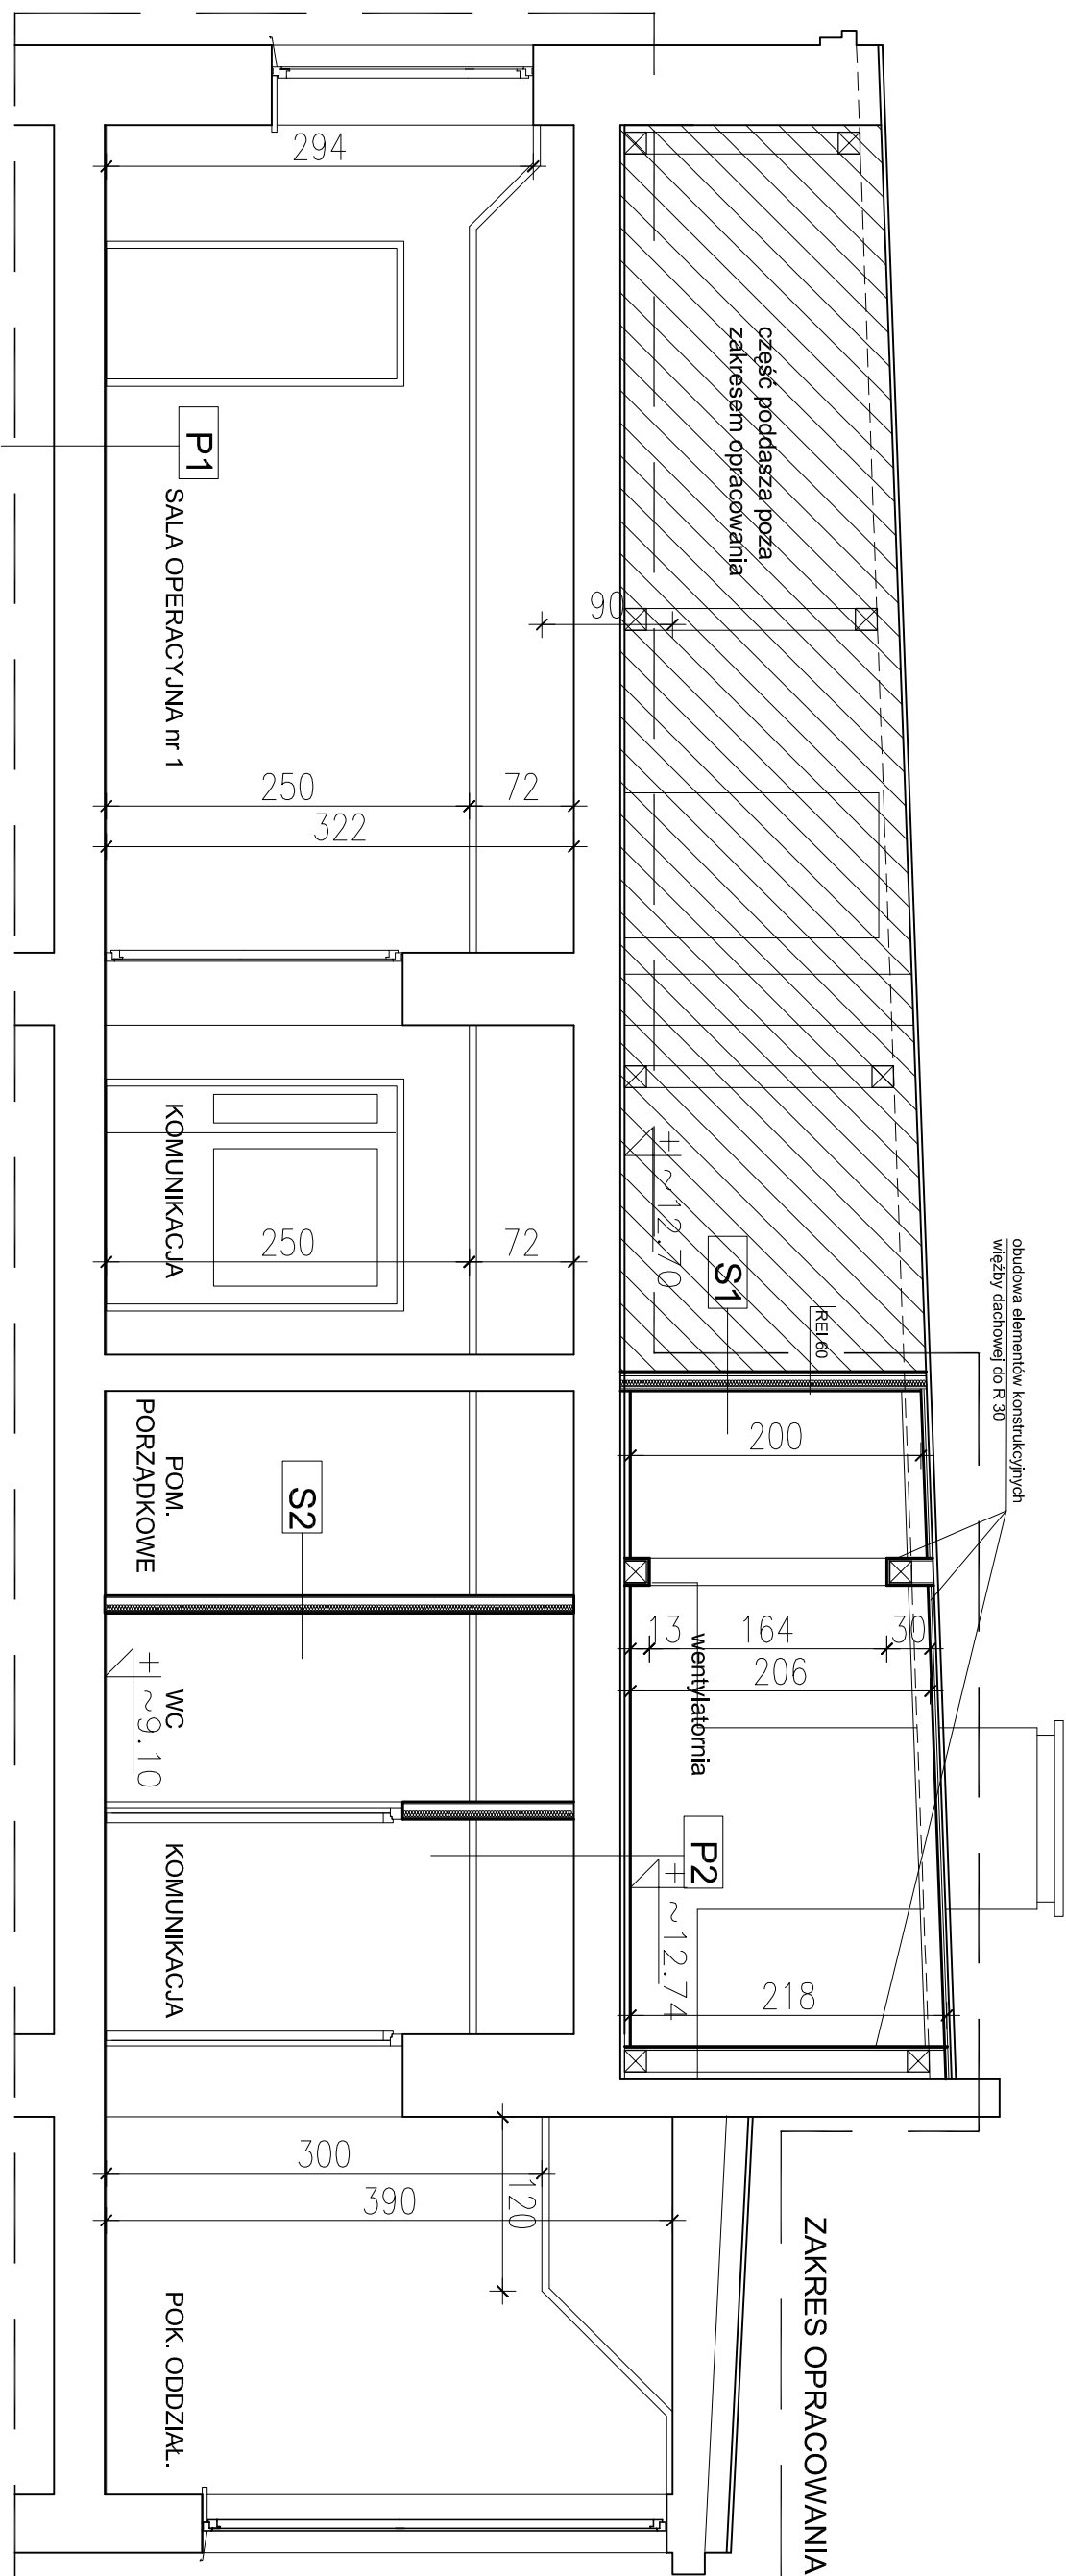 294
P1
SALA OPERACYJNA nr 1
część poddasza poza
zakresem opracowania
90
250
72
322
KOMUNIKACJA
250
72
+ ~12.70
S1
REI 60
obudowa elementów konstrukcyjnych
więźby dachowej do R 30
200
POM.
PORZĄDKOWE
S2
13
164
30
206
wentylatornia
WC
+ ~9.10
P2
+ ~12.74
KOMUNIKACJA
218
300
120
390
POK. ODDZIAŁ.
ZAKRES OPRACOWANIA